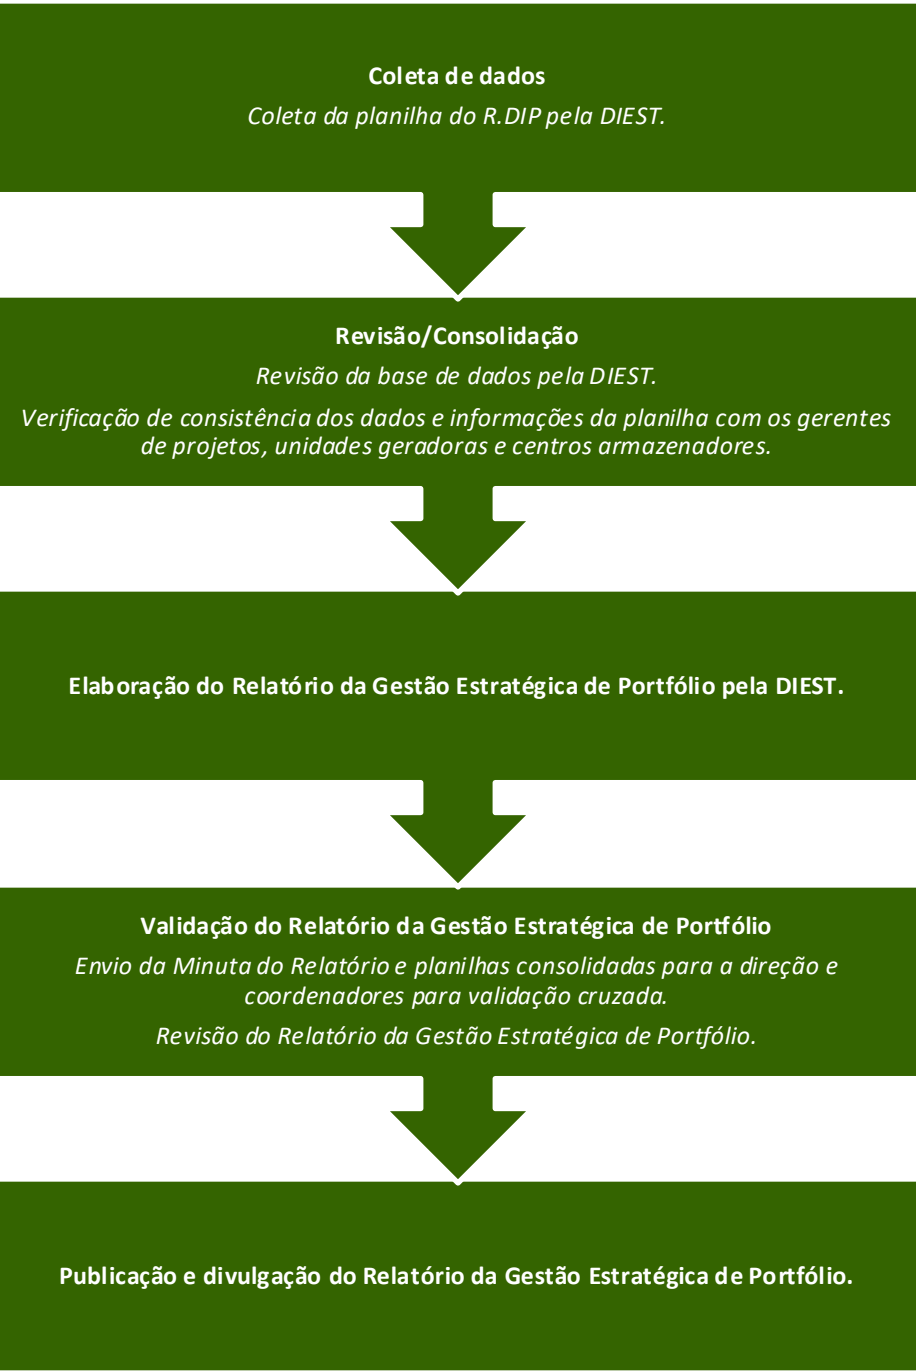 Coleta de dados
Coleta da planilha do R.DIP pela DIEST.
Revisão/Consolidação
Revisão da base de dados pela DIEST.
Verificação de consistência dos dados e informações da planilha com os gerentes
de projetos, unidades geradoras e centros armazenadores.
Elaboração do Relatório da Gestão Estratégica de Portfólio pela DIEST.
Validação do Relatório da Gestão Estratégica de Portfólio
Envio da Minuta do Relatório e planilhas consolidadas para a direção e
coordenadores para validação cruzada.
Revisão do Relatório da Gestão Estratégica de Portfólio.
Publicação e divulgação do Relatório da Gestão Estratégica de Portfólio.